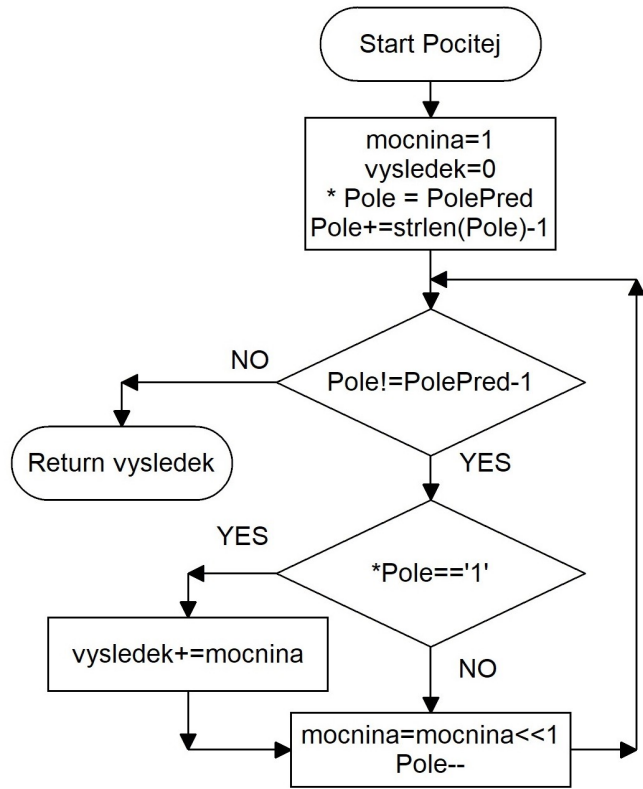 Start Pocitej
mocnina=1
vysledek=0
* Pole = PolePred
Pole+=strlen(Pole)-1
NO
Pole!=PolePred-1
Return vysledek
YES
YES
*Pole=='1'
vysledek+=mocnina
NO
mocnina=mocnina<<1
Pole--